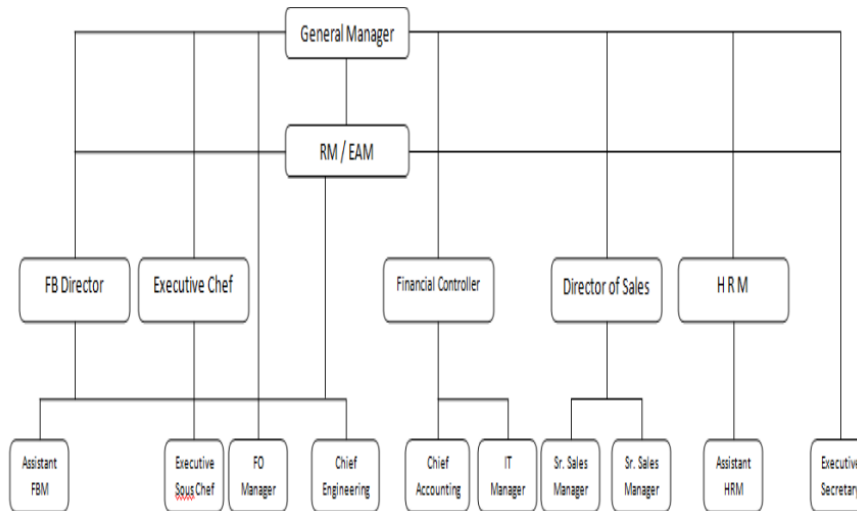 General Manager
RM / EAM
FB Director
Executive Chef
Financial Controller
Director of Sales
H R M
Assistant
FBM
Executive
Sous Chef
FO
Manager
Chief
Engineering
Chief
Accounting
IT
Manager
Sr. Sales
Manager
Sr. Sales
Manager
Assistant
HRM
Executive
Secretary